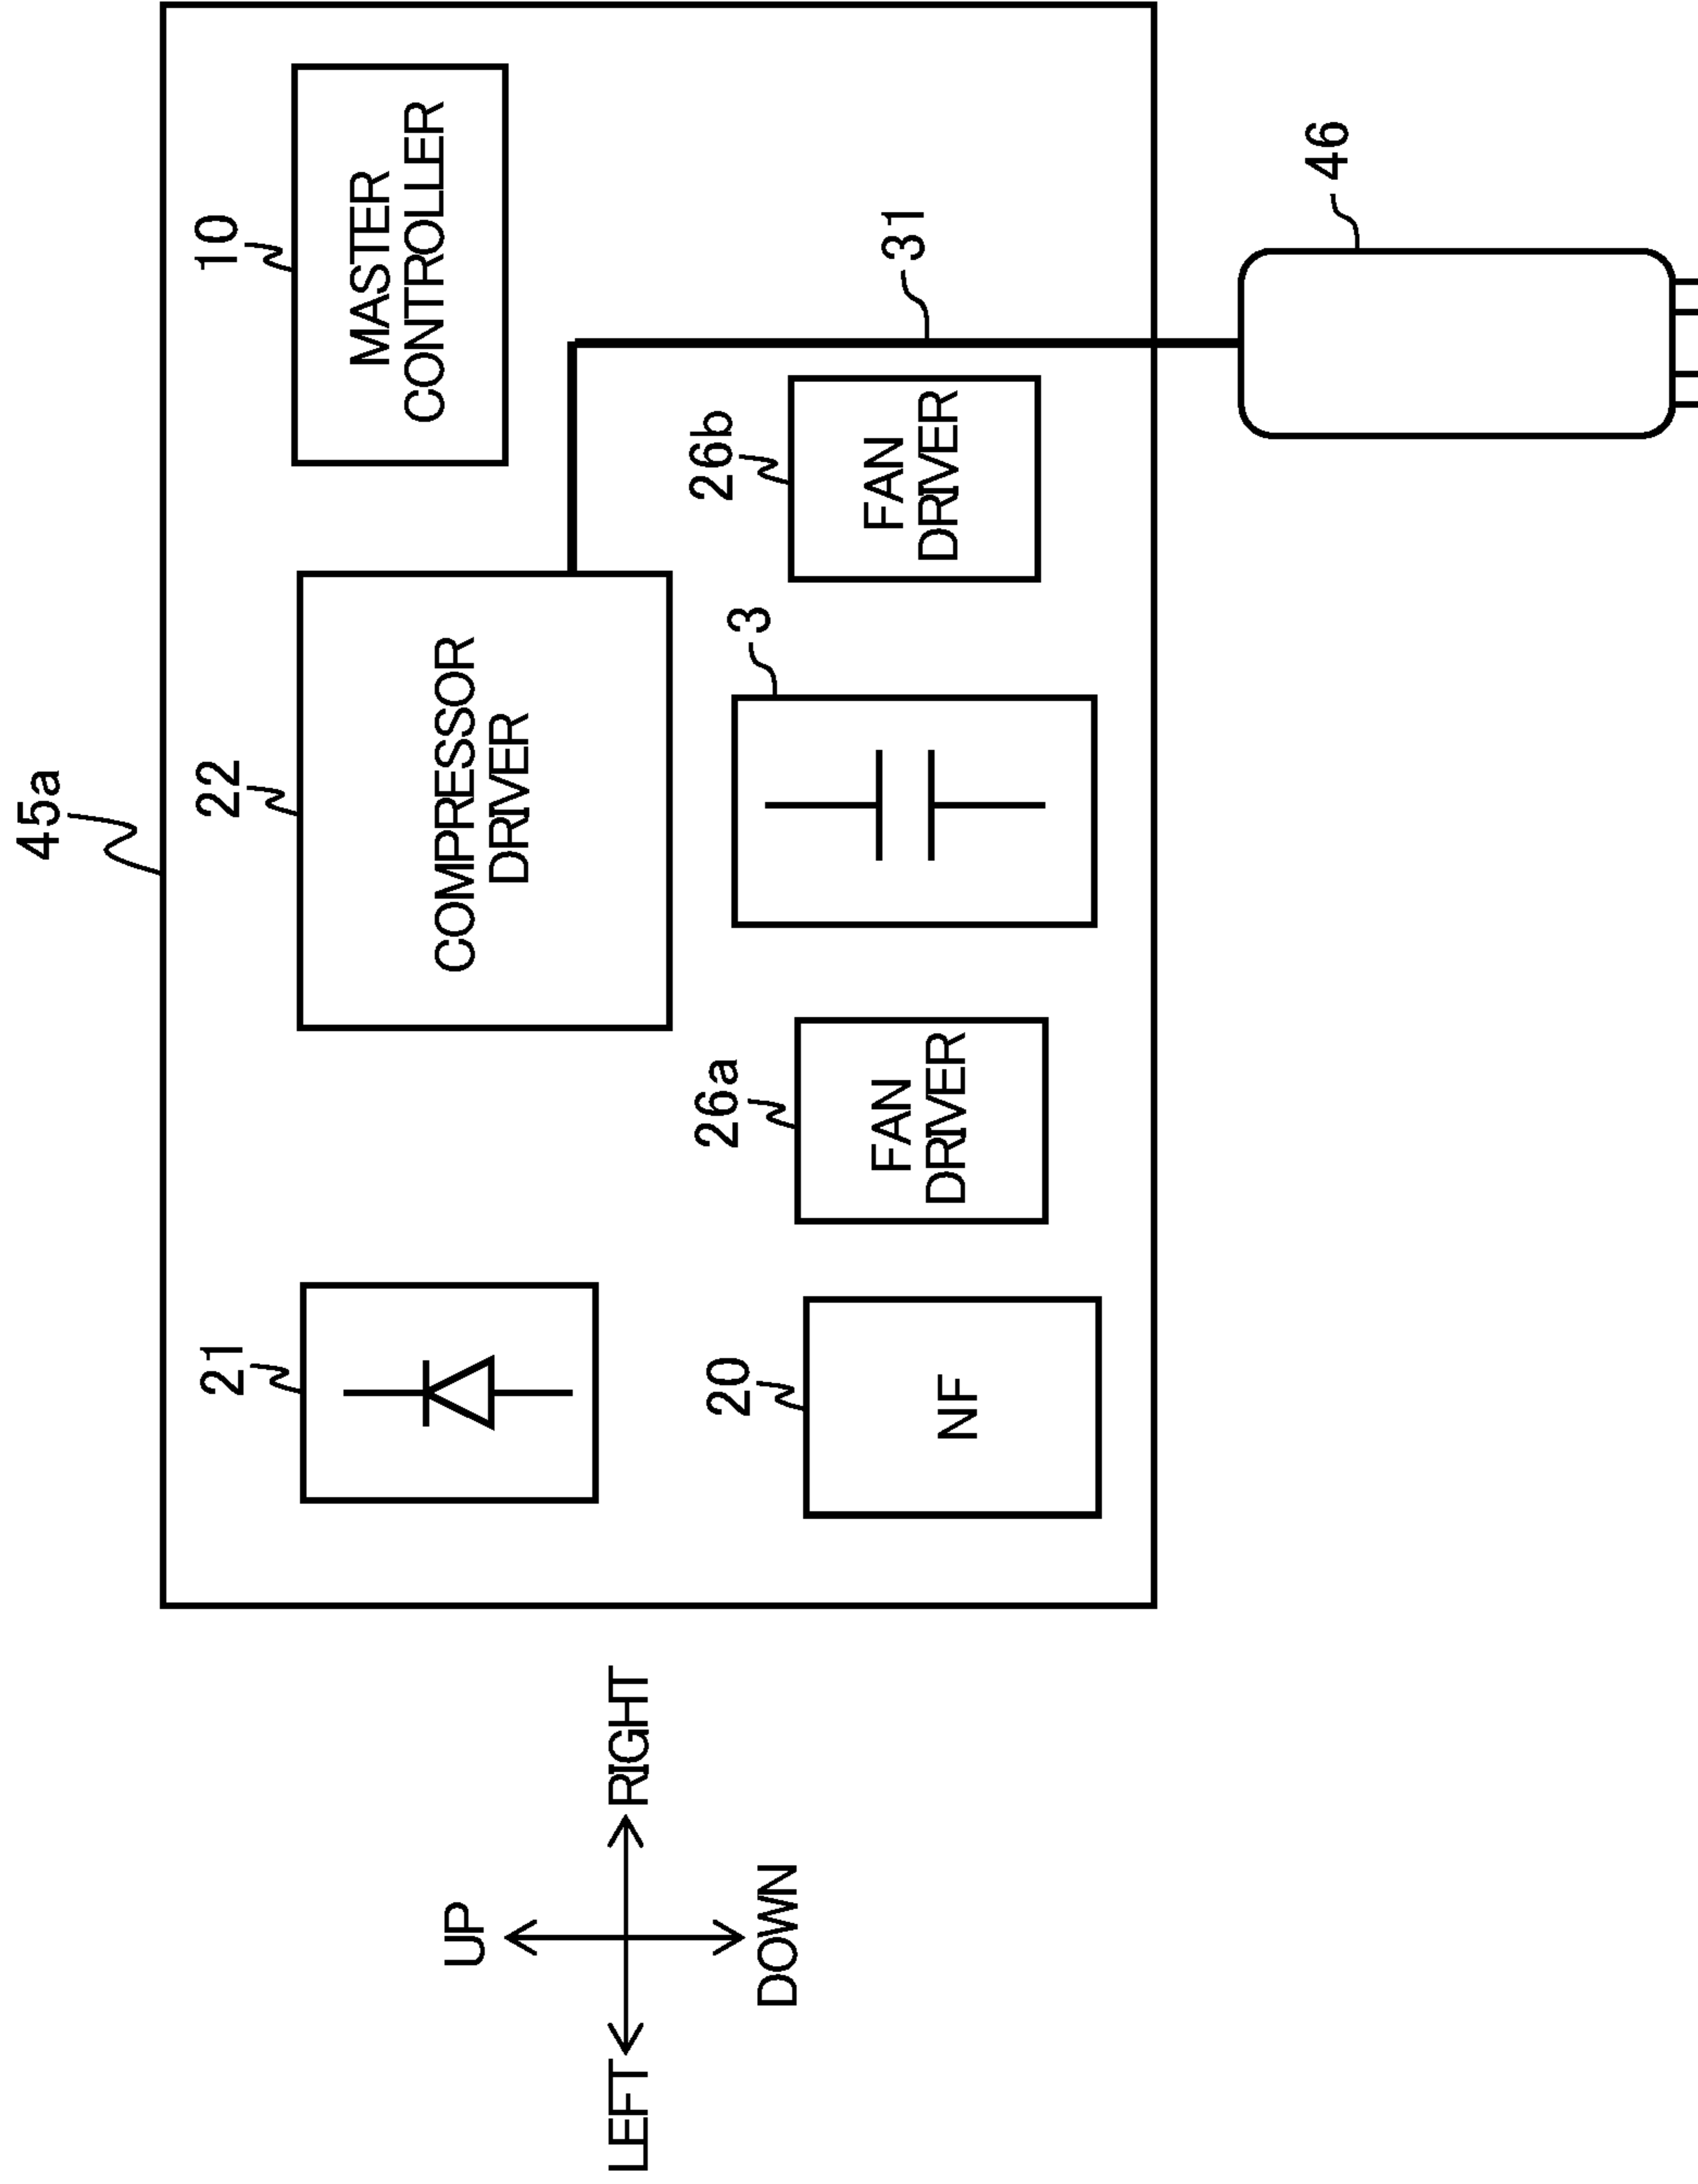 45a
21
22
COMPRESSOR
DRIVER
10
MASTER
CONTROLLER
UP
LEFT
RIGHT
DOWN
20
NF
26a
FAN
DRIVER
3
26b
FAN
DRIVER
31
46